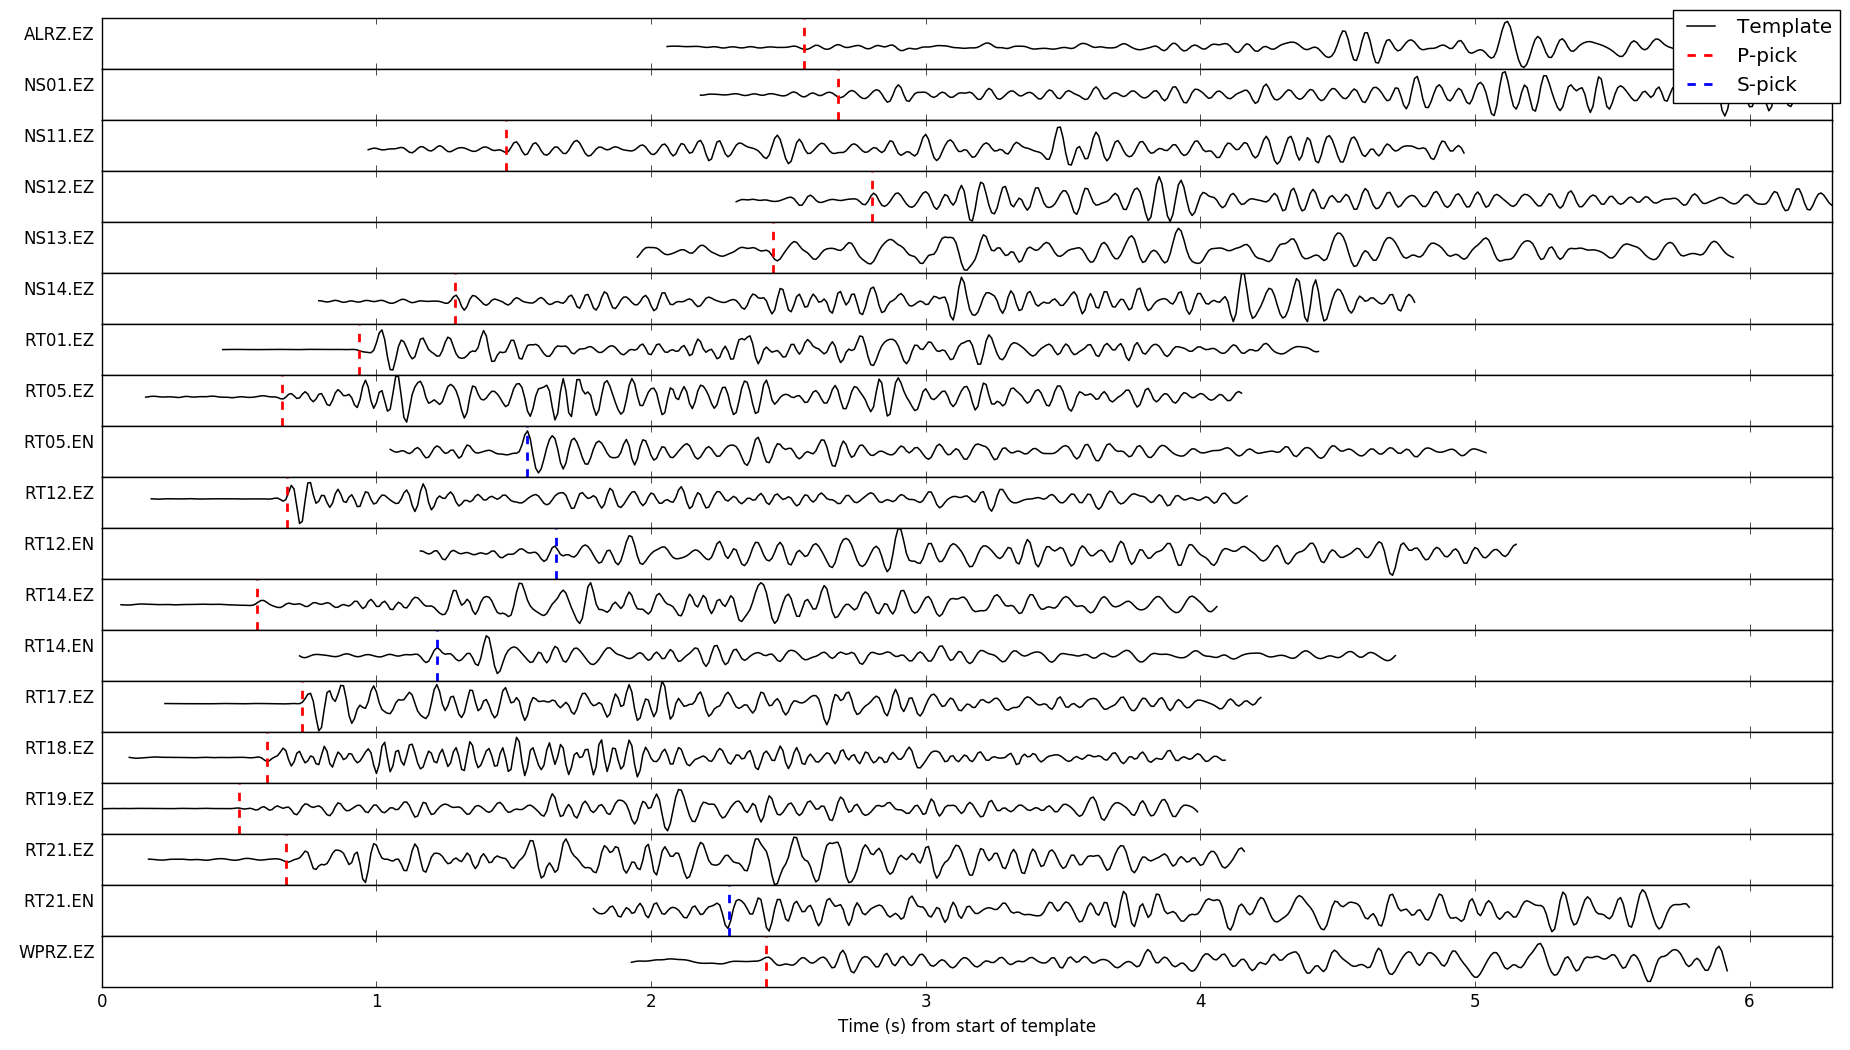 ALRZ.EZ
NS01.EZ
NS11.EZ
NS12.EZ
NS13.EZ
NS14.EZ
RT01.EZ
RT05.EZ
RT05.EN
RT12.EZ
RT12.EN
RT14.EZ
RT14.EN
RT17.EZ
RT18.EZ
RT19.EZ
RT21.EZ
RT21.EN
WPRZ.EZ
Template
P-pick
S-pick
0 1 2 3 4 5 6
Time (s) from start of template